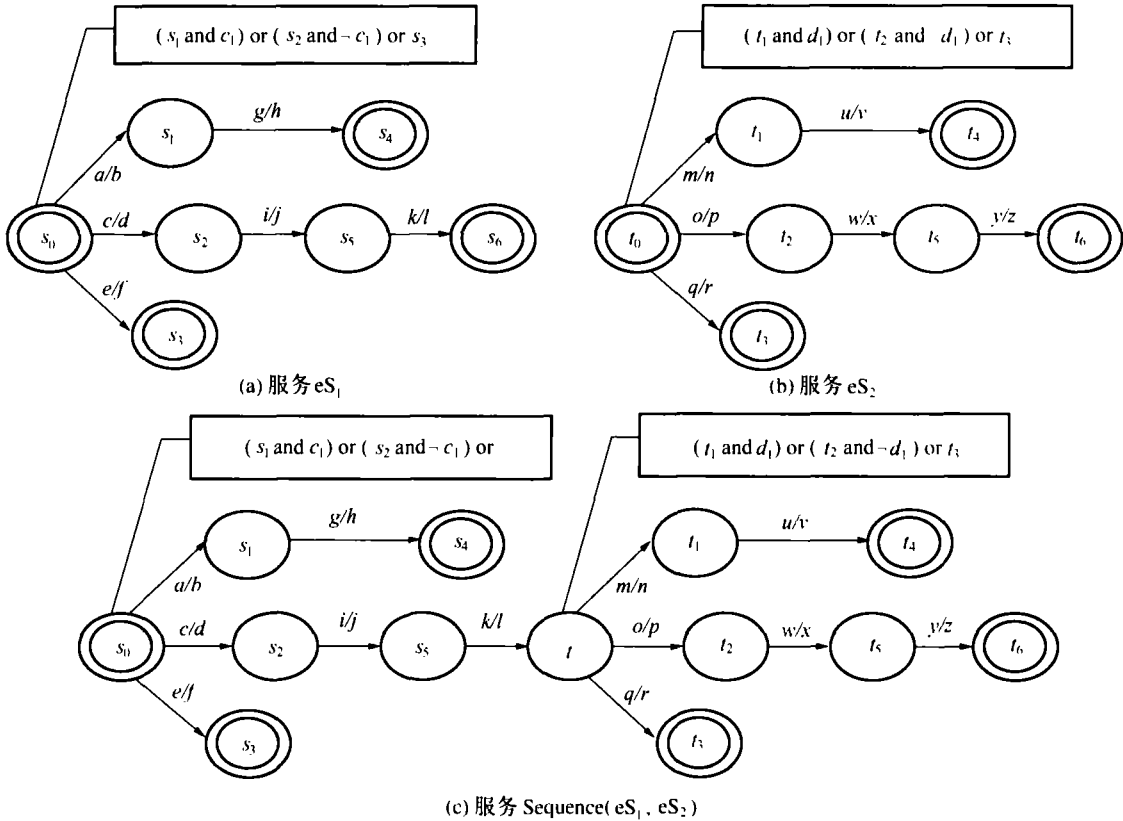 ( s₁ and c₁ ) or ( s₂ and ¬ c₁ ) or s₃
g/h
s₁
s₄
a/b
c/d
i/j
k/l
s₀
s₂
s₅
s₆
e/f
s₃
(a) 服务 eS₁
( t₁ and d₁ ) or ( t₂ and d₁ ) or t₃
u/v
t₁
t₄
m/n
o/p
w/x
y/z
t₀
t₂
t₅
t₆
q/r
t₃
(b) 服务 eS₂
( s₁ and c₁ ) or ( s₂ and ¬ c₁ ) or
( t₁ and d₁ ) or ( t₂ and ¬ d₁ ) or t₃
g/h
u/v
s₁
s₄
t₁
t₄
a/b
m/n
c/d
i/j
k/l
o/p
w/x
y/z
s₀
s₂
s₅
t
t₂
t₅
t₆
e/f
q/r
s₃
t₃
(c) 服务 Sequence( eS₁ , eS₂ )